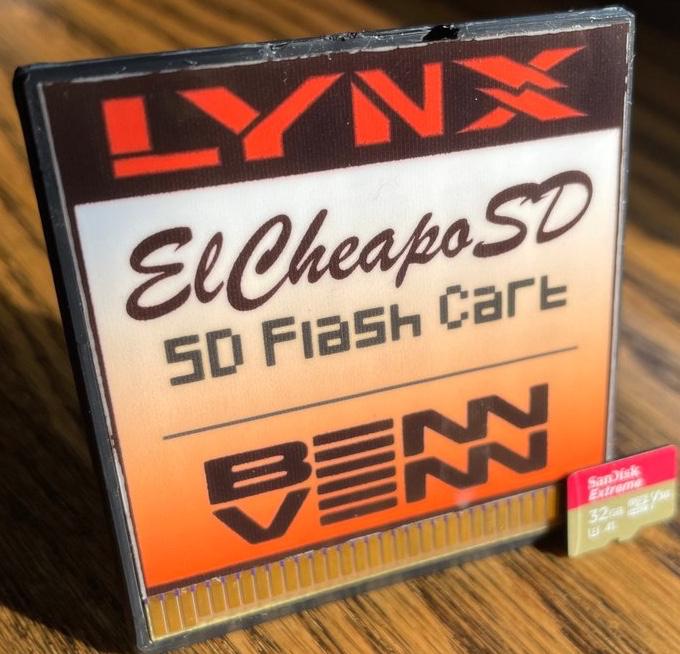 LYNX
ElCheapoSD
SD Flash Cart
BENN
VENN
SanDisk
Extreme
32GB